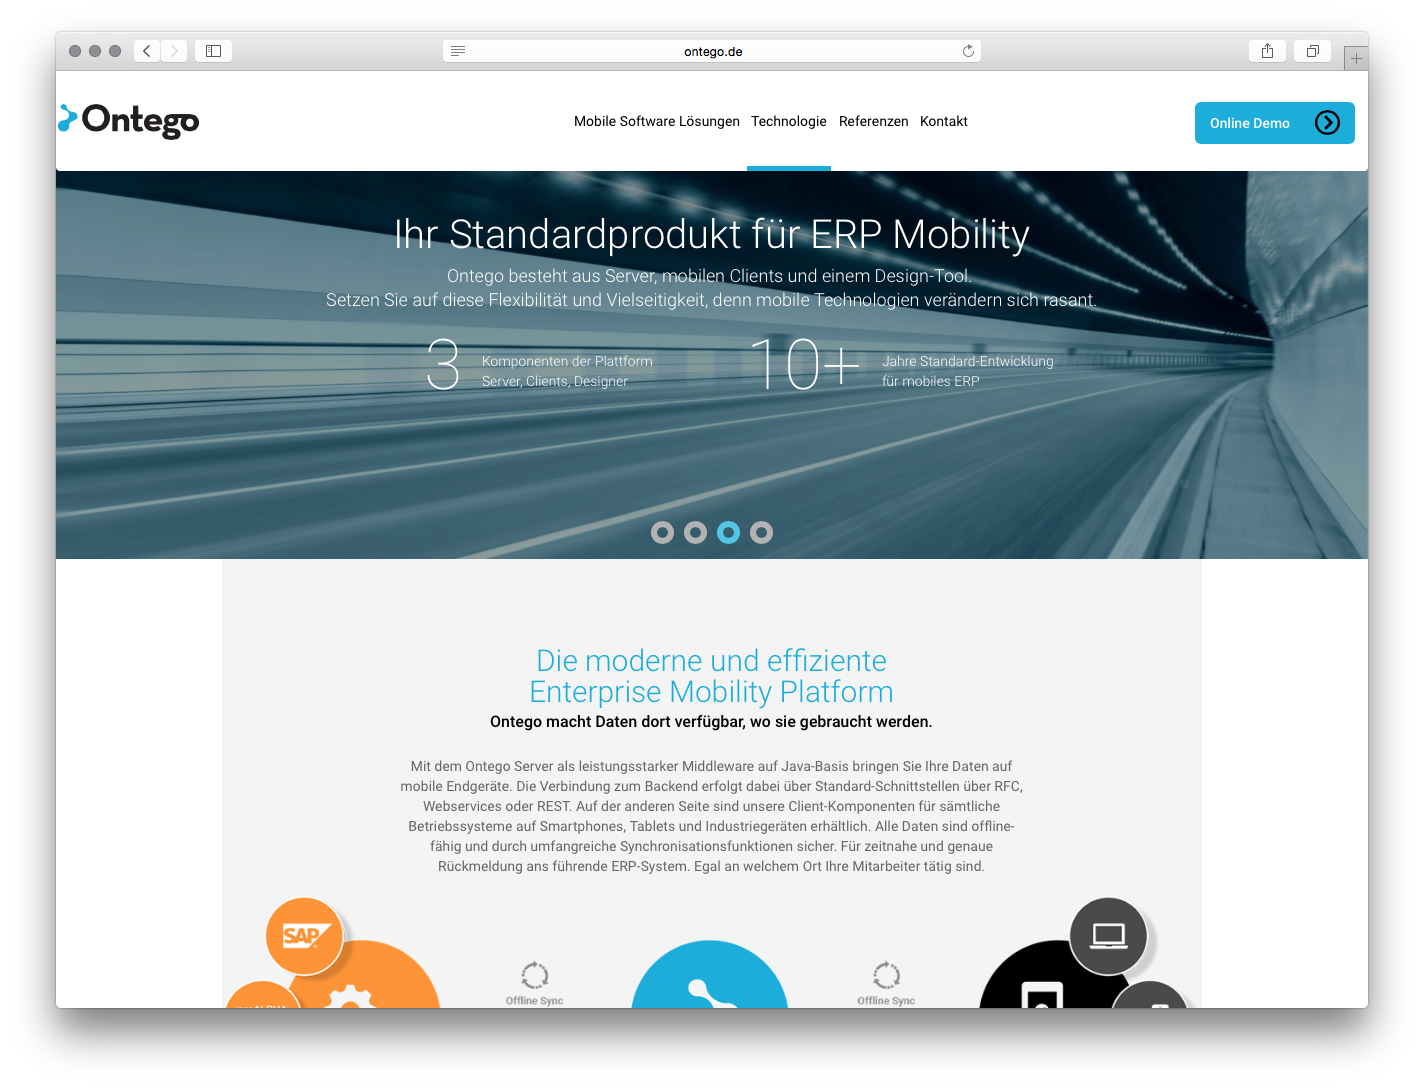 ontego.de
Ontego
Mobile Software Lösungen Technologie Referenzen Kontakt
Online Demo
Ihr Standardprodukt für ERP Mobility
Ontego besteht aus Server, mobilen Clients und einem Design-Tool.
Setzen Sie auf diese Flexibilität und Vielseitigkeit, denn mobile Technologien verändern sich rasant.
3
Komponenten der Plattform
Server, Clients, Designer
10+
Jahre Standard-Entwicklung
für mobiles ERP
Die moderne und effiziente
Enterprise Mobility Platform
Ontego macht Daten dort verfügbar, wo sie gebraucht werden.
Mit dem Ontego Server als leistungsstarker Middleware auf Java-Basis bringen Sie Ihre Daten auf
mobile Endgeräte. Die Verbindung zum Backend erfolgt dabei über Standard-Schnittstellen über RFC,
Webservices oder REST. Auf der anderen Seite sind unsere Client-Komponenten für sämtliche
Betriebssysteme auf Smartphones, Tablets und Industriegeräten erhältlich. Alle Daten sind offline-
fähig und durch umfangreiche Synchronisationsfunktionen sicher. Für zeitnahe und genaue
Rückmeldung ans führende ERP-System. Egal an welchem Ort Ihre Mitarbeiter tätig sind.
SAP
Offline Sync
Offline Sync